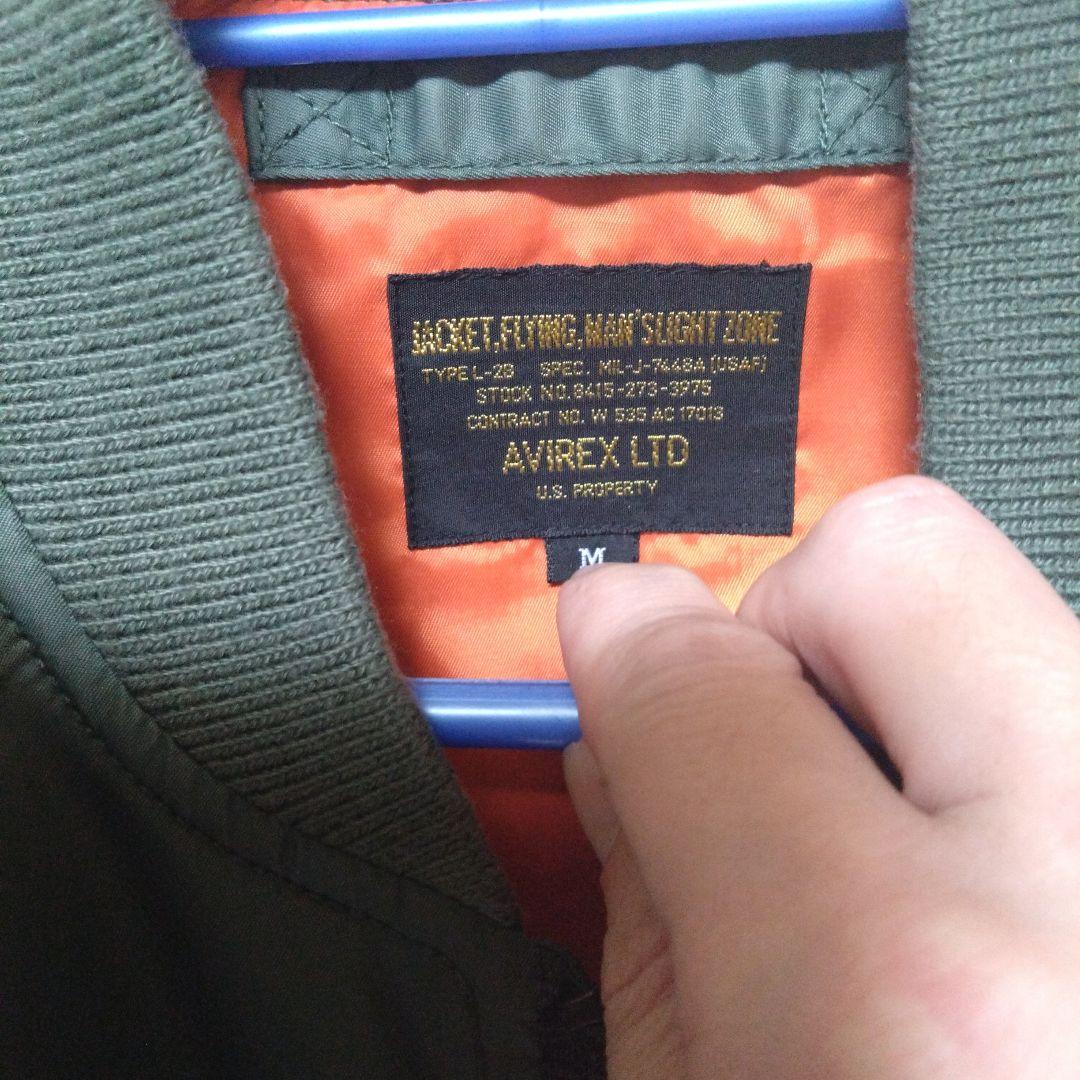 JACKET, FLYING, MAN'S LIGHT ZONE
TYPE L-2B SPEC. MIL-J-7448A (USAF)
STOCK NO. 8415-273-3975
CONTRACT NO. W 535 AC 17013
AVIREX LTD
U.S. PROPERTY
M